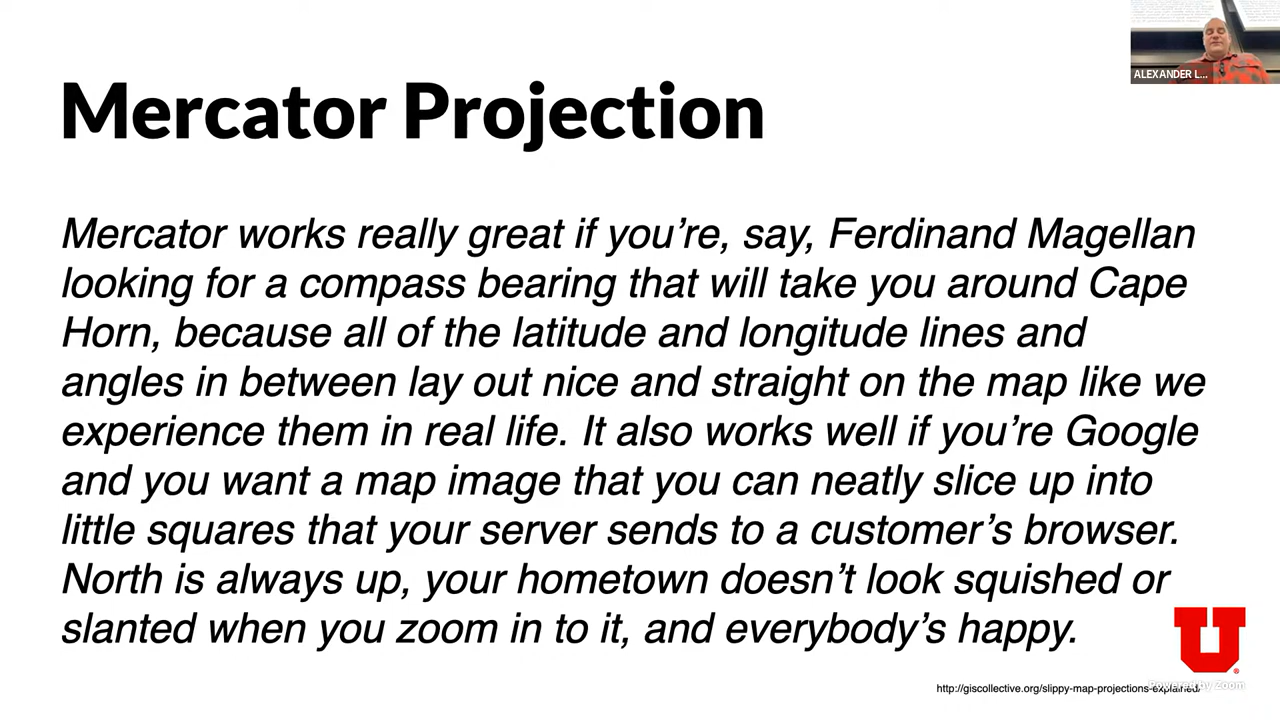 ALEXANDER L...
Mercator Projection
Mercator works really great if you’re, say, Ferdinand Magellan
looking for a compass bearing that will take you around Cape
Horn, because all of the latitude and longitude lines and
angles in between lay out nice and straight on the map like we
experience them in real life. It also works well if you’re Google
and you want a map image that you can neatly slice up into
little squares that your server sends to a customer’s browser.
North is always up, your hometown doesn’t look squished or
slanted when you zoom in to it, and everybody’s happy.
U
Powered by Zoom
http://giscollective.org/slippy-map-projections-explained/